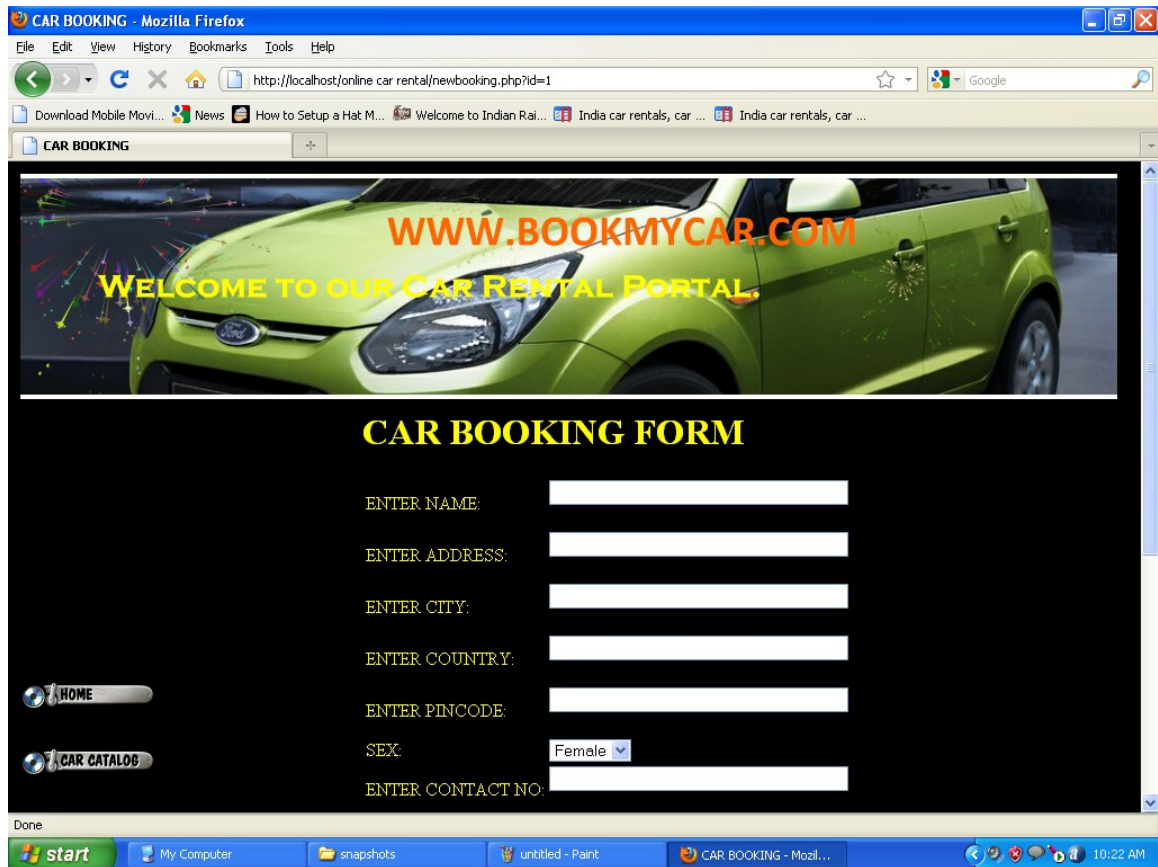 CAR BOOKING - Mozilla Firefox
File Edit View History Bookmarks Tools Help
http://localhost/online car rental/newbooking.php?id=1
Google
Download Mobile Movi... News How to Setup a Hat M... Welcome to Indian Rai... India car rentals, car ... India car rentals, car ...
CAR BOOKING
WWW.BOOKMYCAR.COM
WELCOME TO OUR CAR RENTAL PORTAL.
Ford
CAR BOOKING FORM
ENTER NAME:
ENTER ADDRESS:
ENTER CITY:
ENTER COUNTRY:
HOME
ENTER PINCODE:
SEX: Female
CAR CATALOG
ENTER CONTACT NO:
Done
start My Computer snapshots untitled - Paint CAR BOOKING - Mozil... 10:22 AM